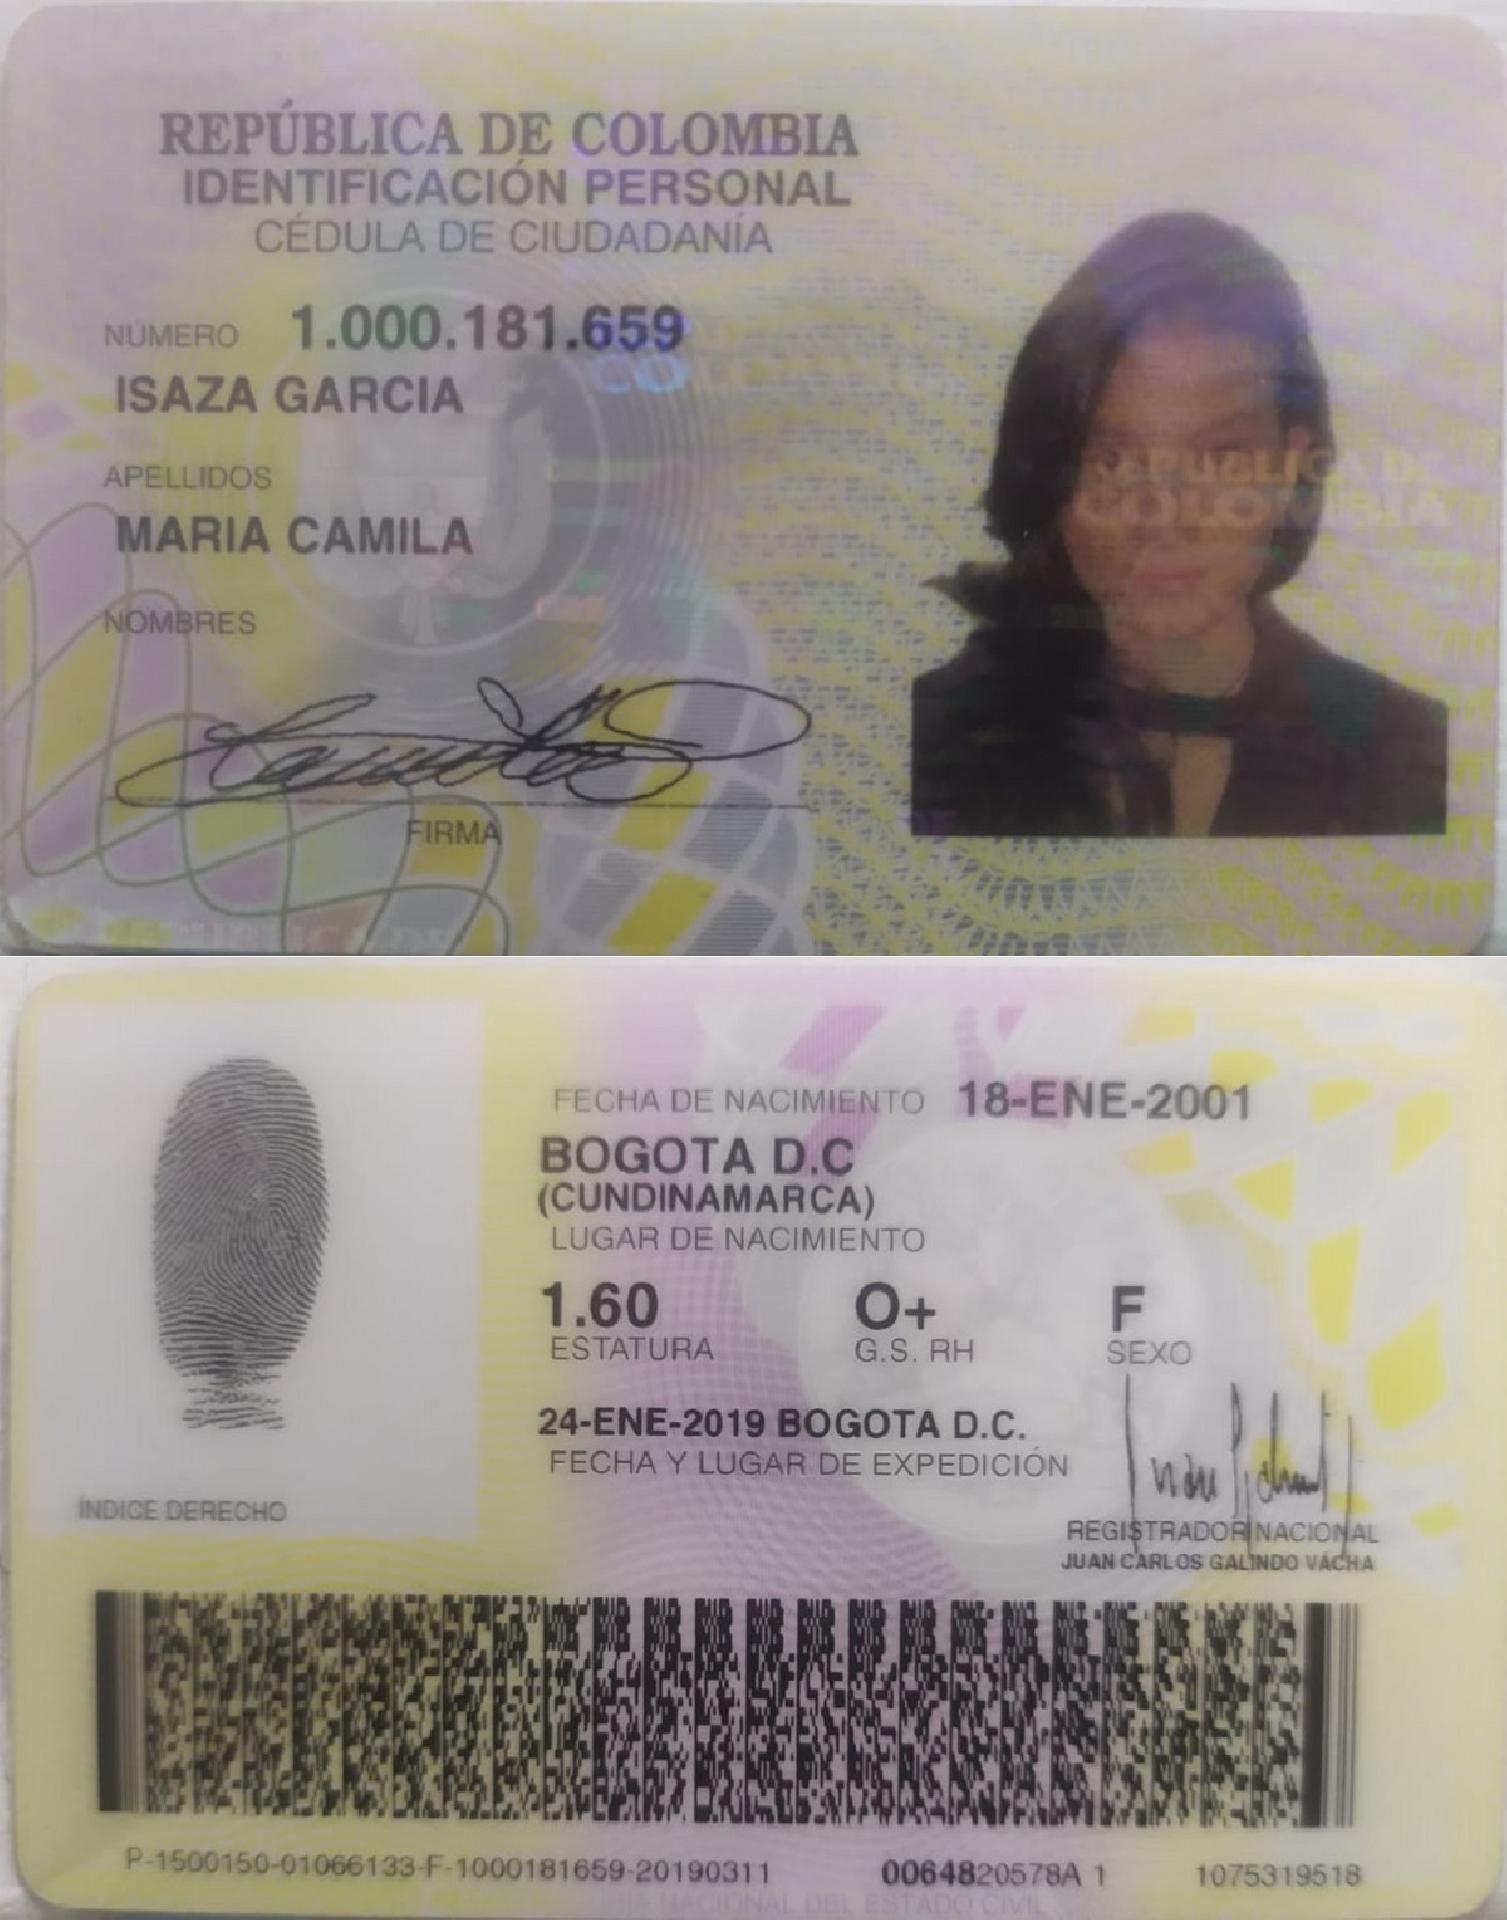 REPÚBLICA DE COLOMBIA
IDENTIFICACIÓN PERSONAL
CÉDULA DE CIUDADANÍA
NÚMERO 1.000.181.659
ISAZA GARCIA
APELLIDOS
MARIA CAMILA
NOMBRES
FIRMA
REPÚBLICA DE
COLOMBIA
FECHA DE NACIMIENTO 18-ENE-2001
BOGOTA D.C
(CUNDINAMARCA)
LUGAR DE NACIMIENTO
1.60 O+ F
ESTATURA G.S. RH SEXO
24-ENE-2019 BOGOTA D.C.
FECHA Y LUGAR DE EXPEDICIÓN
ÍNDICE DERECHO
REGISTRADOR NACIONAL
JUAN CARLOS GALINDO VÁCHA
P-1500150-01066133-F-1000181659-20190311 0064820578A 1 1075319518
NACIONAL DEL ESTADO CIVIL